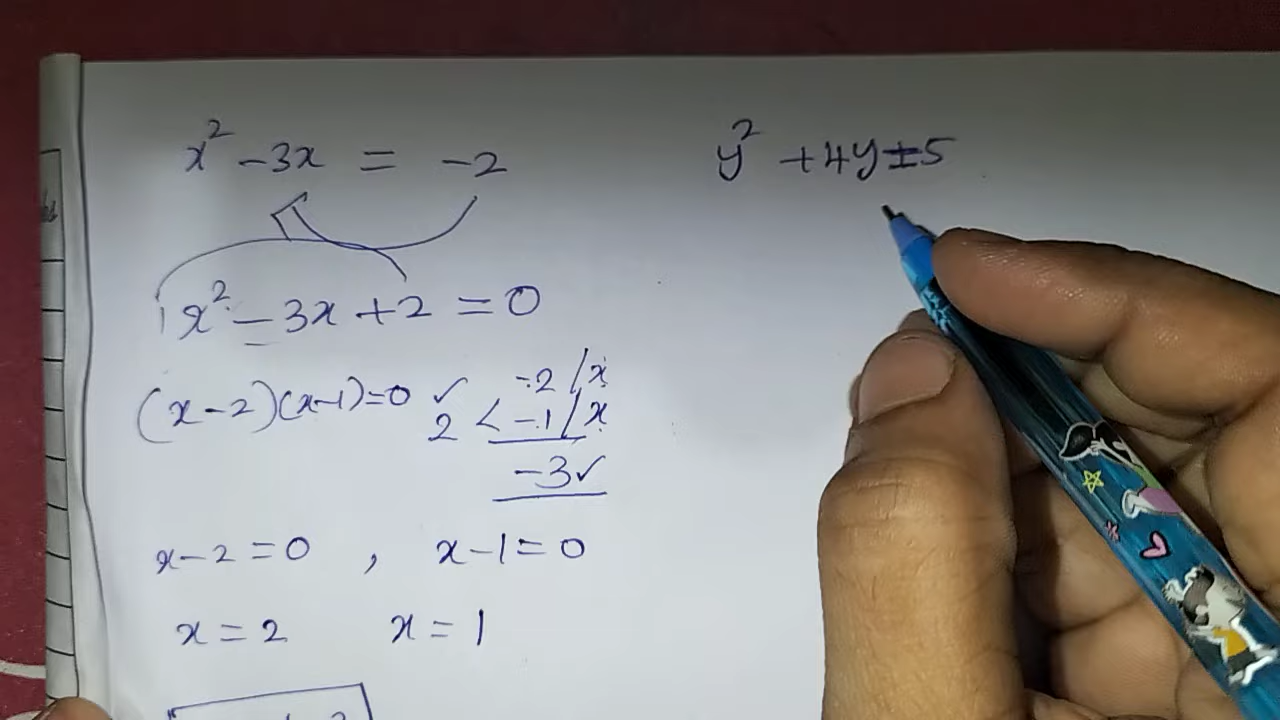 x² - 3x = -2
x² - 3x + 2 = 0
(x-2)(x-1)=0 ✓ 2 < -2/x -1/x
-3✓
x-2=0 , x-1=0
x=2 x=1
y² +4y±5